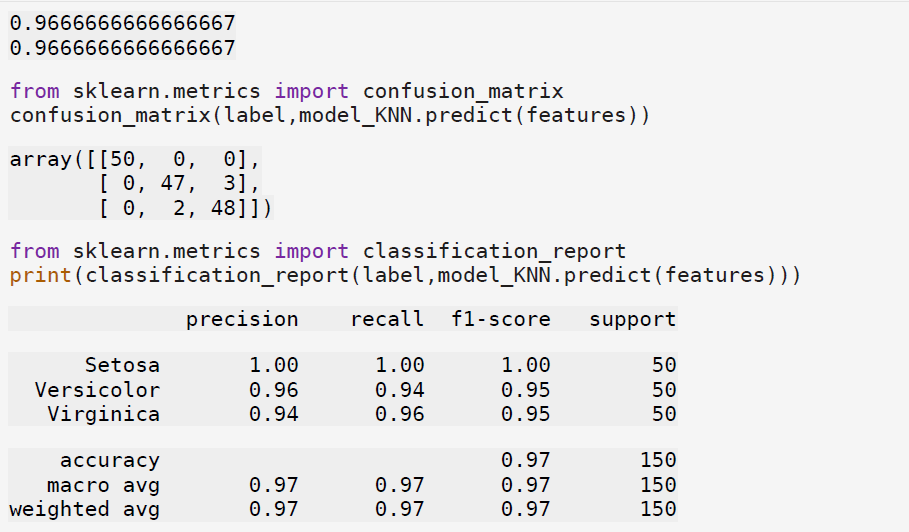 0.9666666666666667
0.9666666666666667
from sklearn.metrics import confusion_matrix
confusion_matrix(label,model_KNN.predict(features))
array([[50,  0,  0],
       [ 0, 47,  3],
       [ 0,  2, 48]])
from sklearn.metrics import classification_report
print(classification_report(label,model_KNN.predict(features)))
              precision    recall  f1-score   support
      Setosa       1.00      1.00      1.00        50
  Versicolor       0.96      0.94      0.95        50
   Virginica       0.94      0.96      0.95        50
    accuracy                           0.97       150
   macro avg       0.97      0.97      0.97       150
weighted avg       0.97      0.97      0.97       150